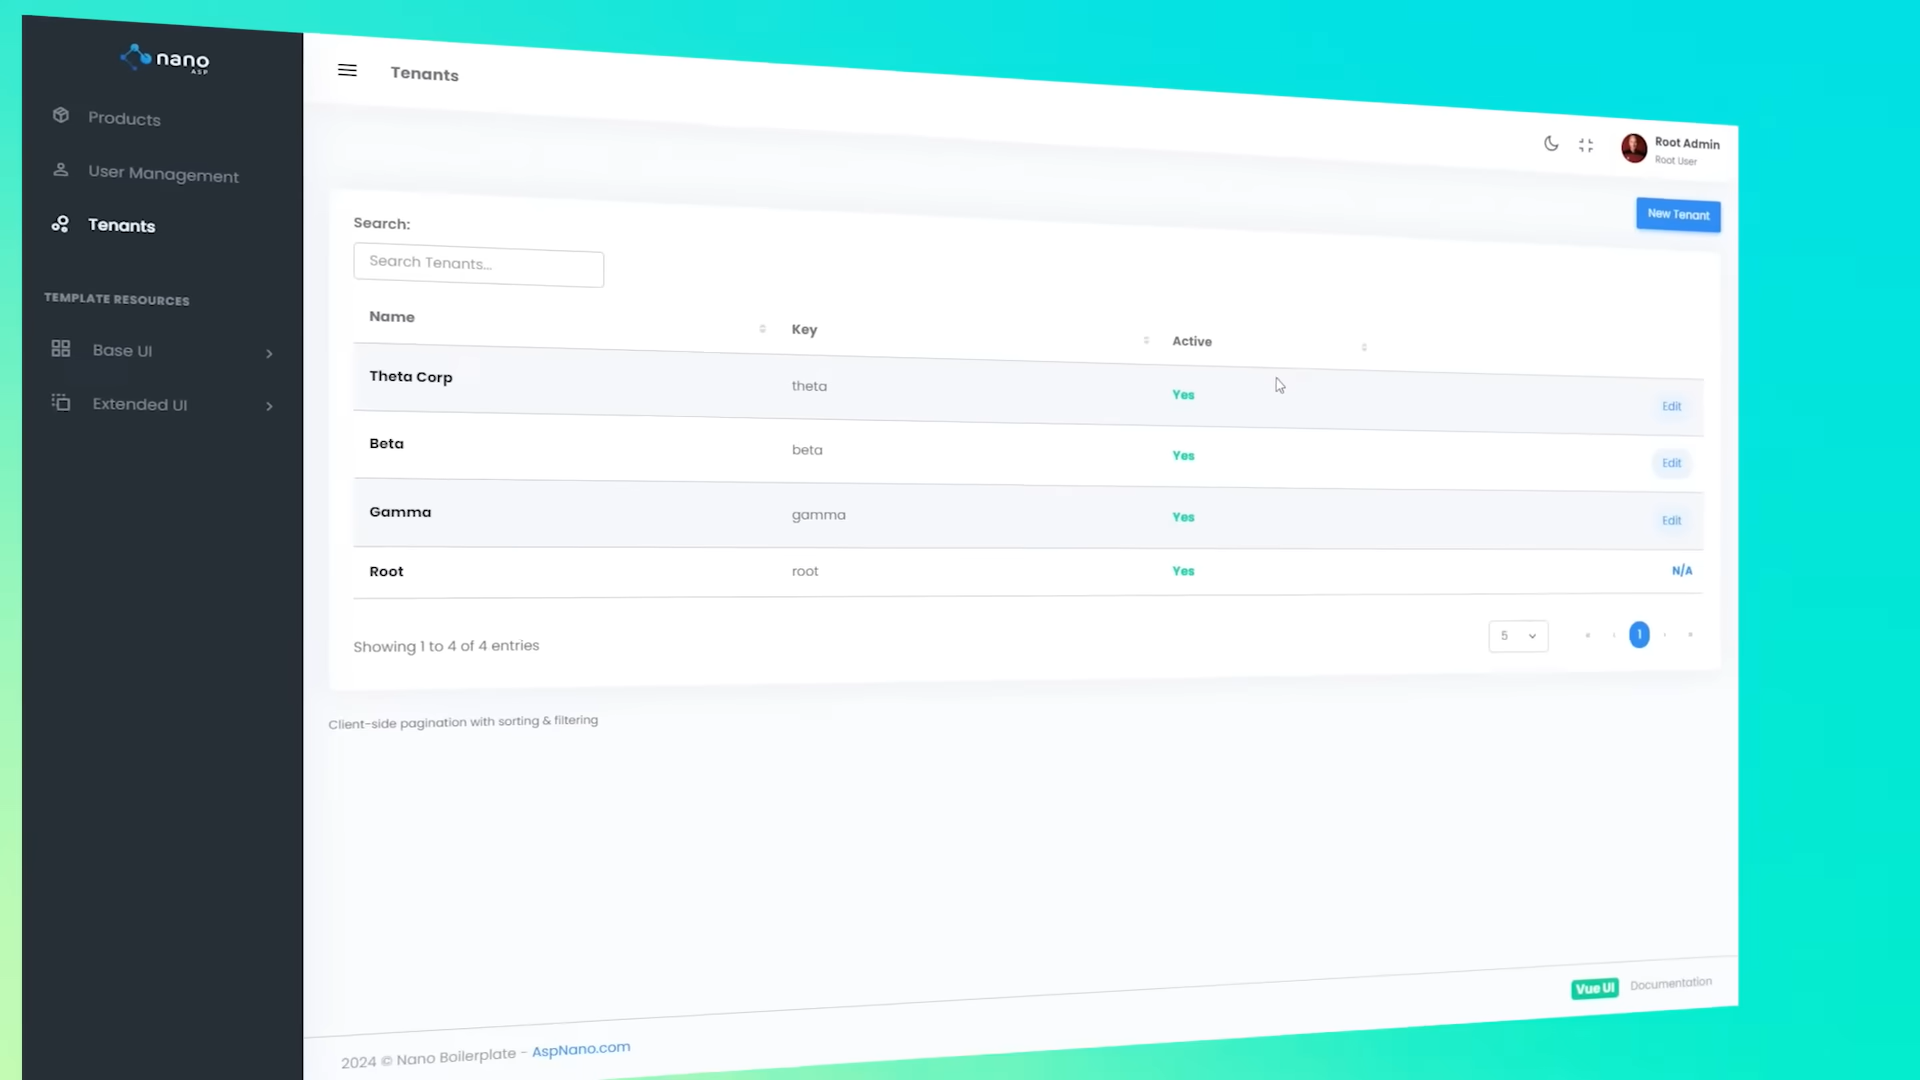 nano
ASP
Products
User Management
Tenants
TEMPLATE RESOURCES
Base UI
Extended UI
Tenants
Root Admin
Root User
New Tenant
Search:
Search Tenants...
Name Key Active
Theta Corp theta Yes Edit
Beta beta Yes Edit
Gamma gamma Yes Edit
Root root Yes N/A
Showing 1 to 4 of 4 entries
5 « ‹ 1 › »
Client-side pagination with sorting & filtering
Vue UI Documentation
2024 © Nano Boilerplate - AspNano.com